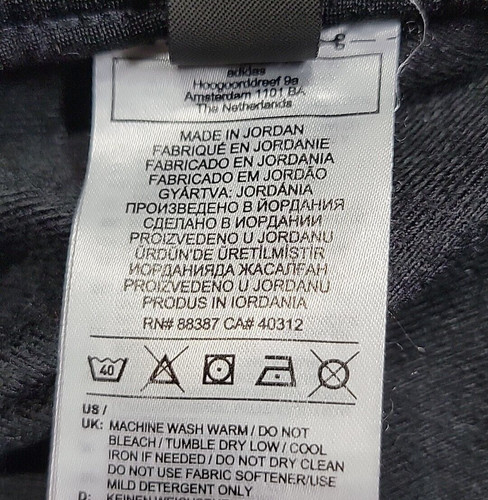 adidas
Hoogoorddreef 9a
Amsterdam 1101 BA
The Netherlands
MADE IN JORDAN
FABRIQUÉ EN JORDANIE
FABRICADO EN JORDANIA
FABRICADO EM JORDÃO
GYÁRTVA: JORDÁNIA
ПРОИЗВЕДЕНО В ЙОРДАНИЯ
СДЕЛАНО В ИОРДАНИИ
PROIZVEDENO U JORDANU
ÜRDÜN'DE ÜRETİLMİSTİR
ИОРДАНИЯДА ЖАСАЛҒАН
PROIZVEDENO U JORDANU
PRODUS IN IORDANIA
RN# 88387 CA# 40312
40
US /
UK: MACHINE WASH WARM / DO NOT
BLEACH / TUMBLE DRY LOW / COOL
IRON IF NEEDED / DO NOT DRY CLEAN
DO NOT USE FABRIC SOFTENER/USE
MILD DETERGENT ONLY
D: KEINEN